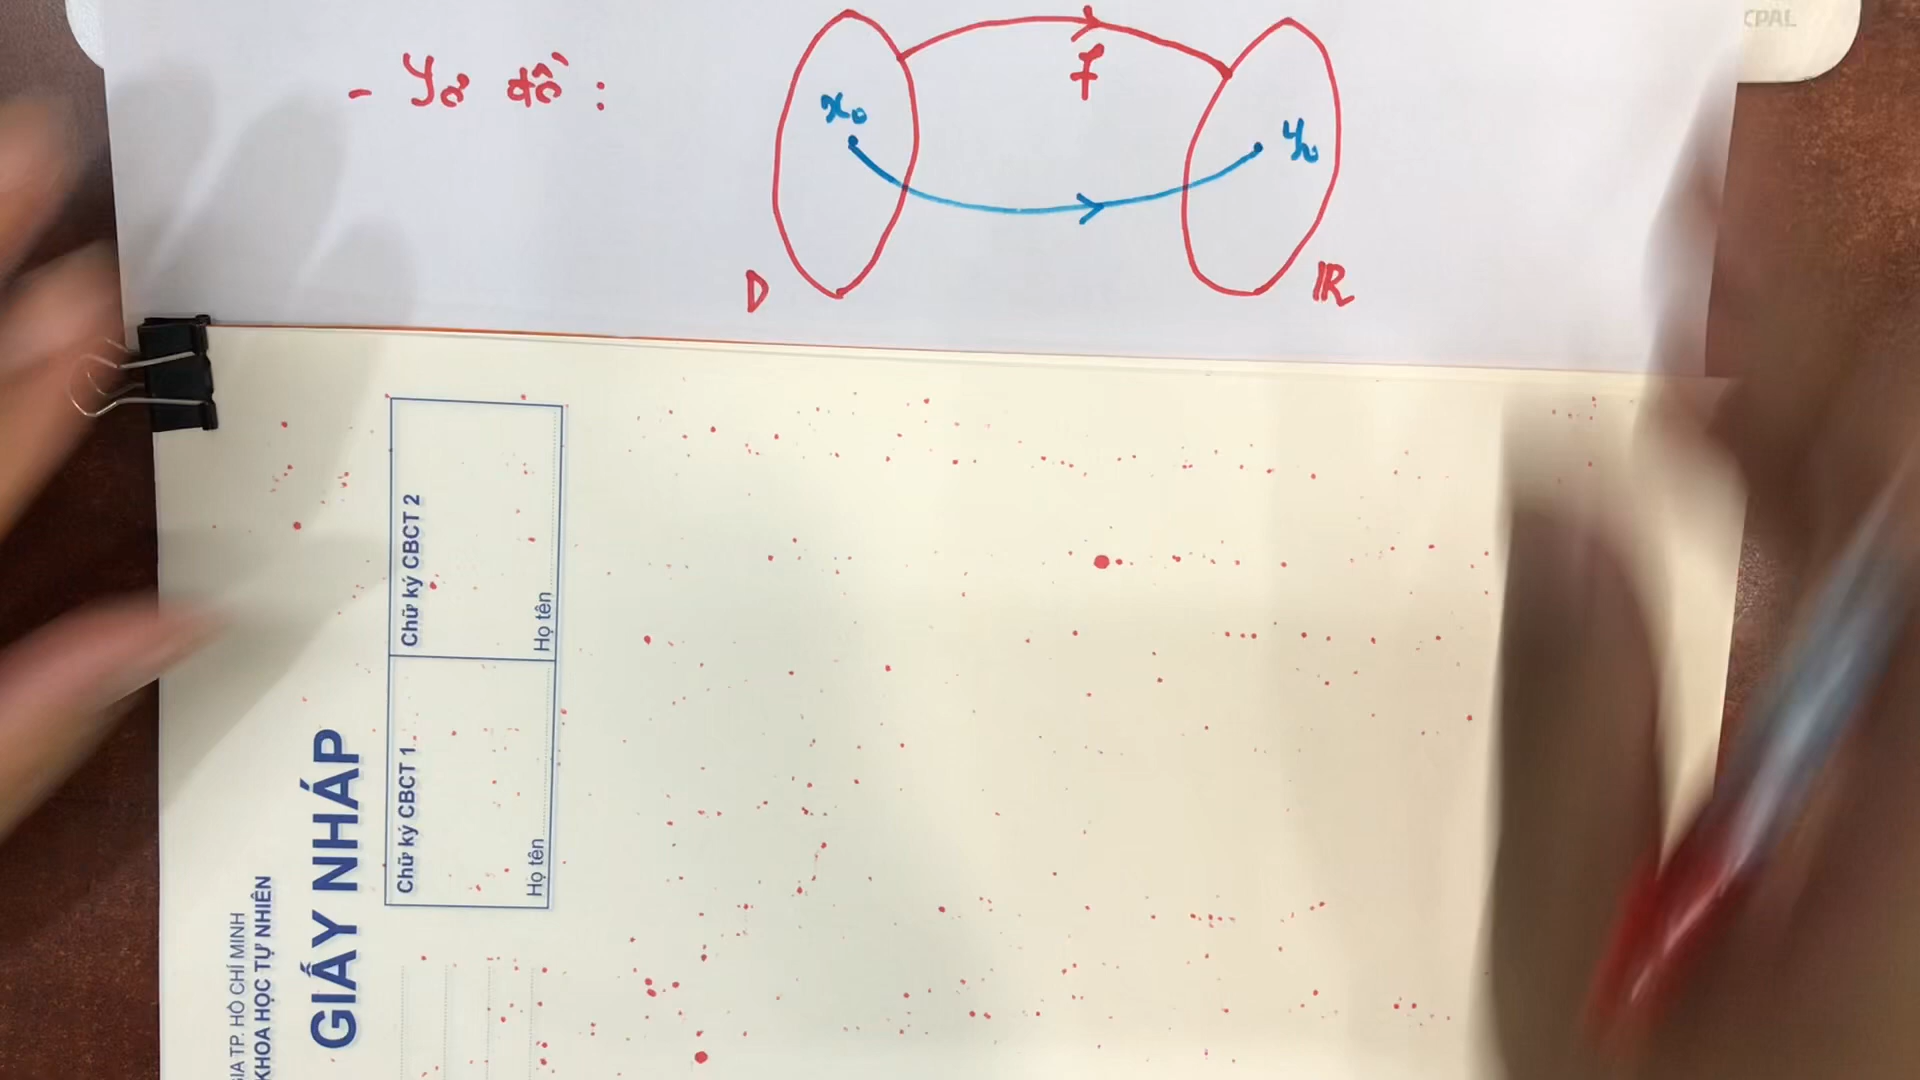 CPAL
- Sơ đồ :
f
x₀
y₀
D
ℝ
Chữ ký CBCT 2
Họ tên
Chữ ký CBCT 1
Họ tên
GIẤY NHÁP
KHOA HỌC TỰ NHIÊN
GIA TP. HỒ CHÍ MINH